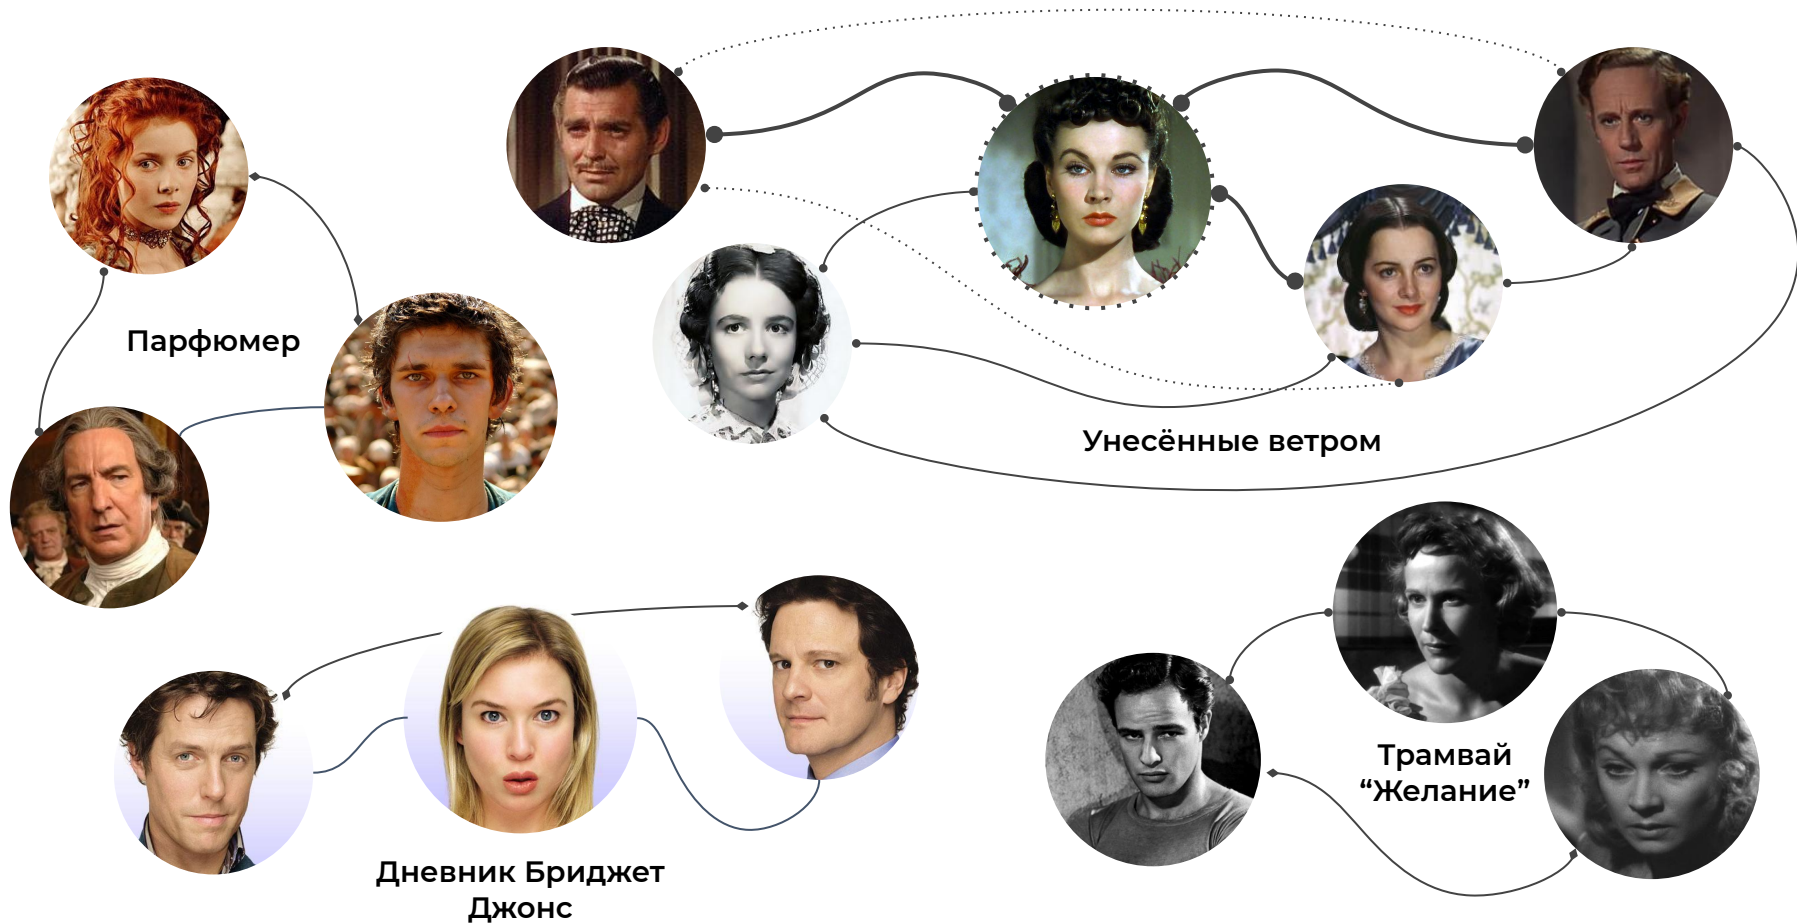 Парфюмер
Унесённые ветром
Трамвай
“Желание”
Дневник Бриджет
Джонс